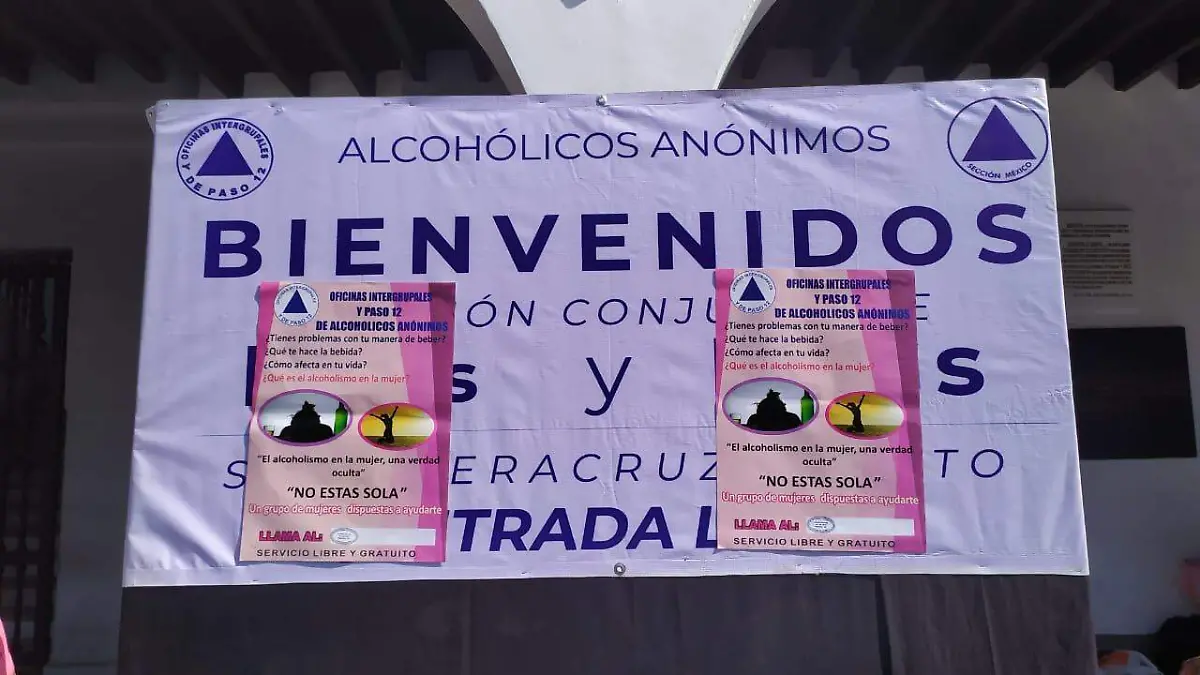 OFICINAS INTERGRUPALES
Y DE PASO 12
ALCOHÓLICOS ANÓNIMOS
SECCIÓN MÉXICO
BIENVENIDOS
ÓN CONJU E
s y s
S ERACRUZ TO
TRADA L
OFICINAS INTERGRUPALES
Y PASO 12
DE ALCOHOLICOS ANÓNIMOS
¿Tienes problemas con tu manera de beber?
¿Qué te hace la bebida?
¿Cómo afecta en tu vida?
¿Qué es el alcoholismo en la mujer?
"El alcoholismo en la mujer, una verdad
oculta"
"NO ESTAS SOLA"
Un grupo de mujeres dispuestas a ayudarte
LLAMA AL:
SERVICIO LIBRE Y GRATUITO
OFICINAS INTERGRUPALES
Y PASO 12
DE ALCOHOLICOS ANÓNIMOS
¿Tienes problemas con tu manera de beber?
¿Qué te hace la bebida?
¿Cómo afecta en tu vida?
¿Qué es el alcoholismo en la mujer?
"El alcoholismo en la mujer, una verdad
oculta"
"NO ESTAS SOLA"
Un grupo de mujeres dispuestas a ayudarte
LLAMA AL:
SERVICIO LIBRE Y GRATUITO